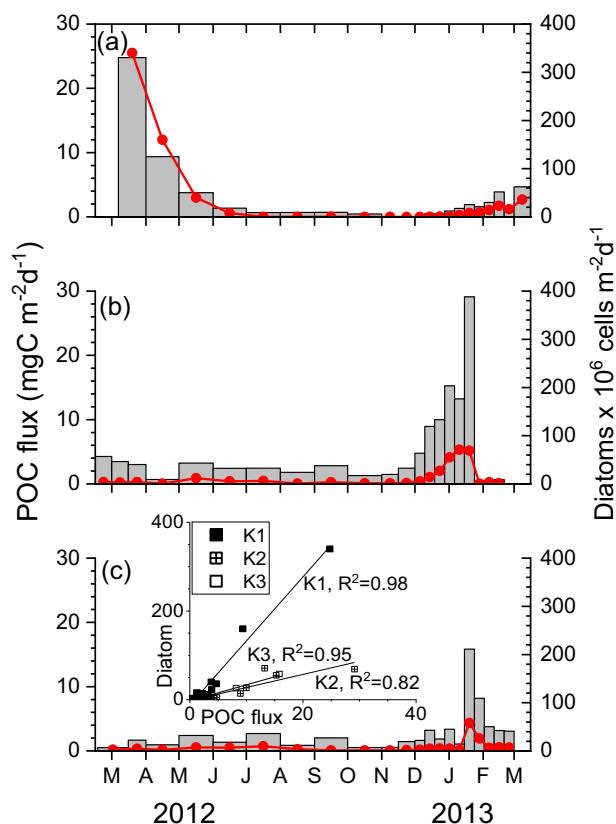 30
20
10
0
(a)
400
300
200
100
0
30
20
10
0
(b)
400
300
200
100
0
30
20
10
0
(c)
400
300
200
100
0
POC flux (mgC m⁻²d⁻¹)
Diatoms x 10⁶ cells m⁻²d⁻¹
400
200
0
Diatom
K1
K2
K3
K1, R²=0.98
K3, R²=0.95
K2, R²=0.82
0 20 40
POC flux
M A M J J A S O N D J F M
2012 2013